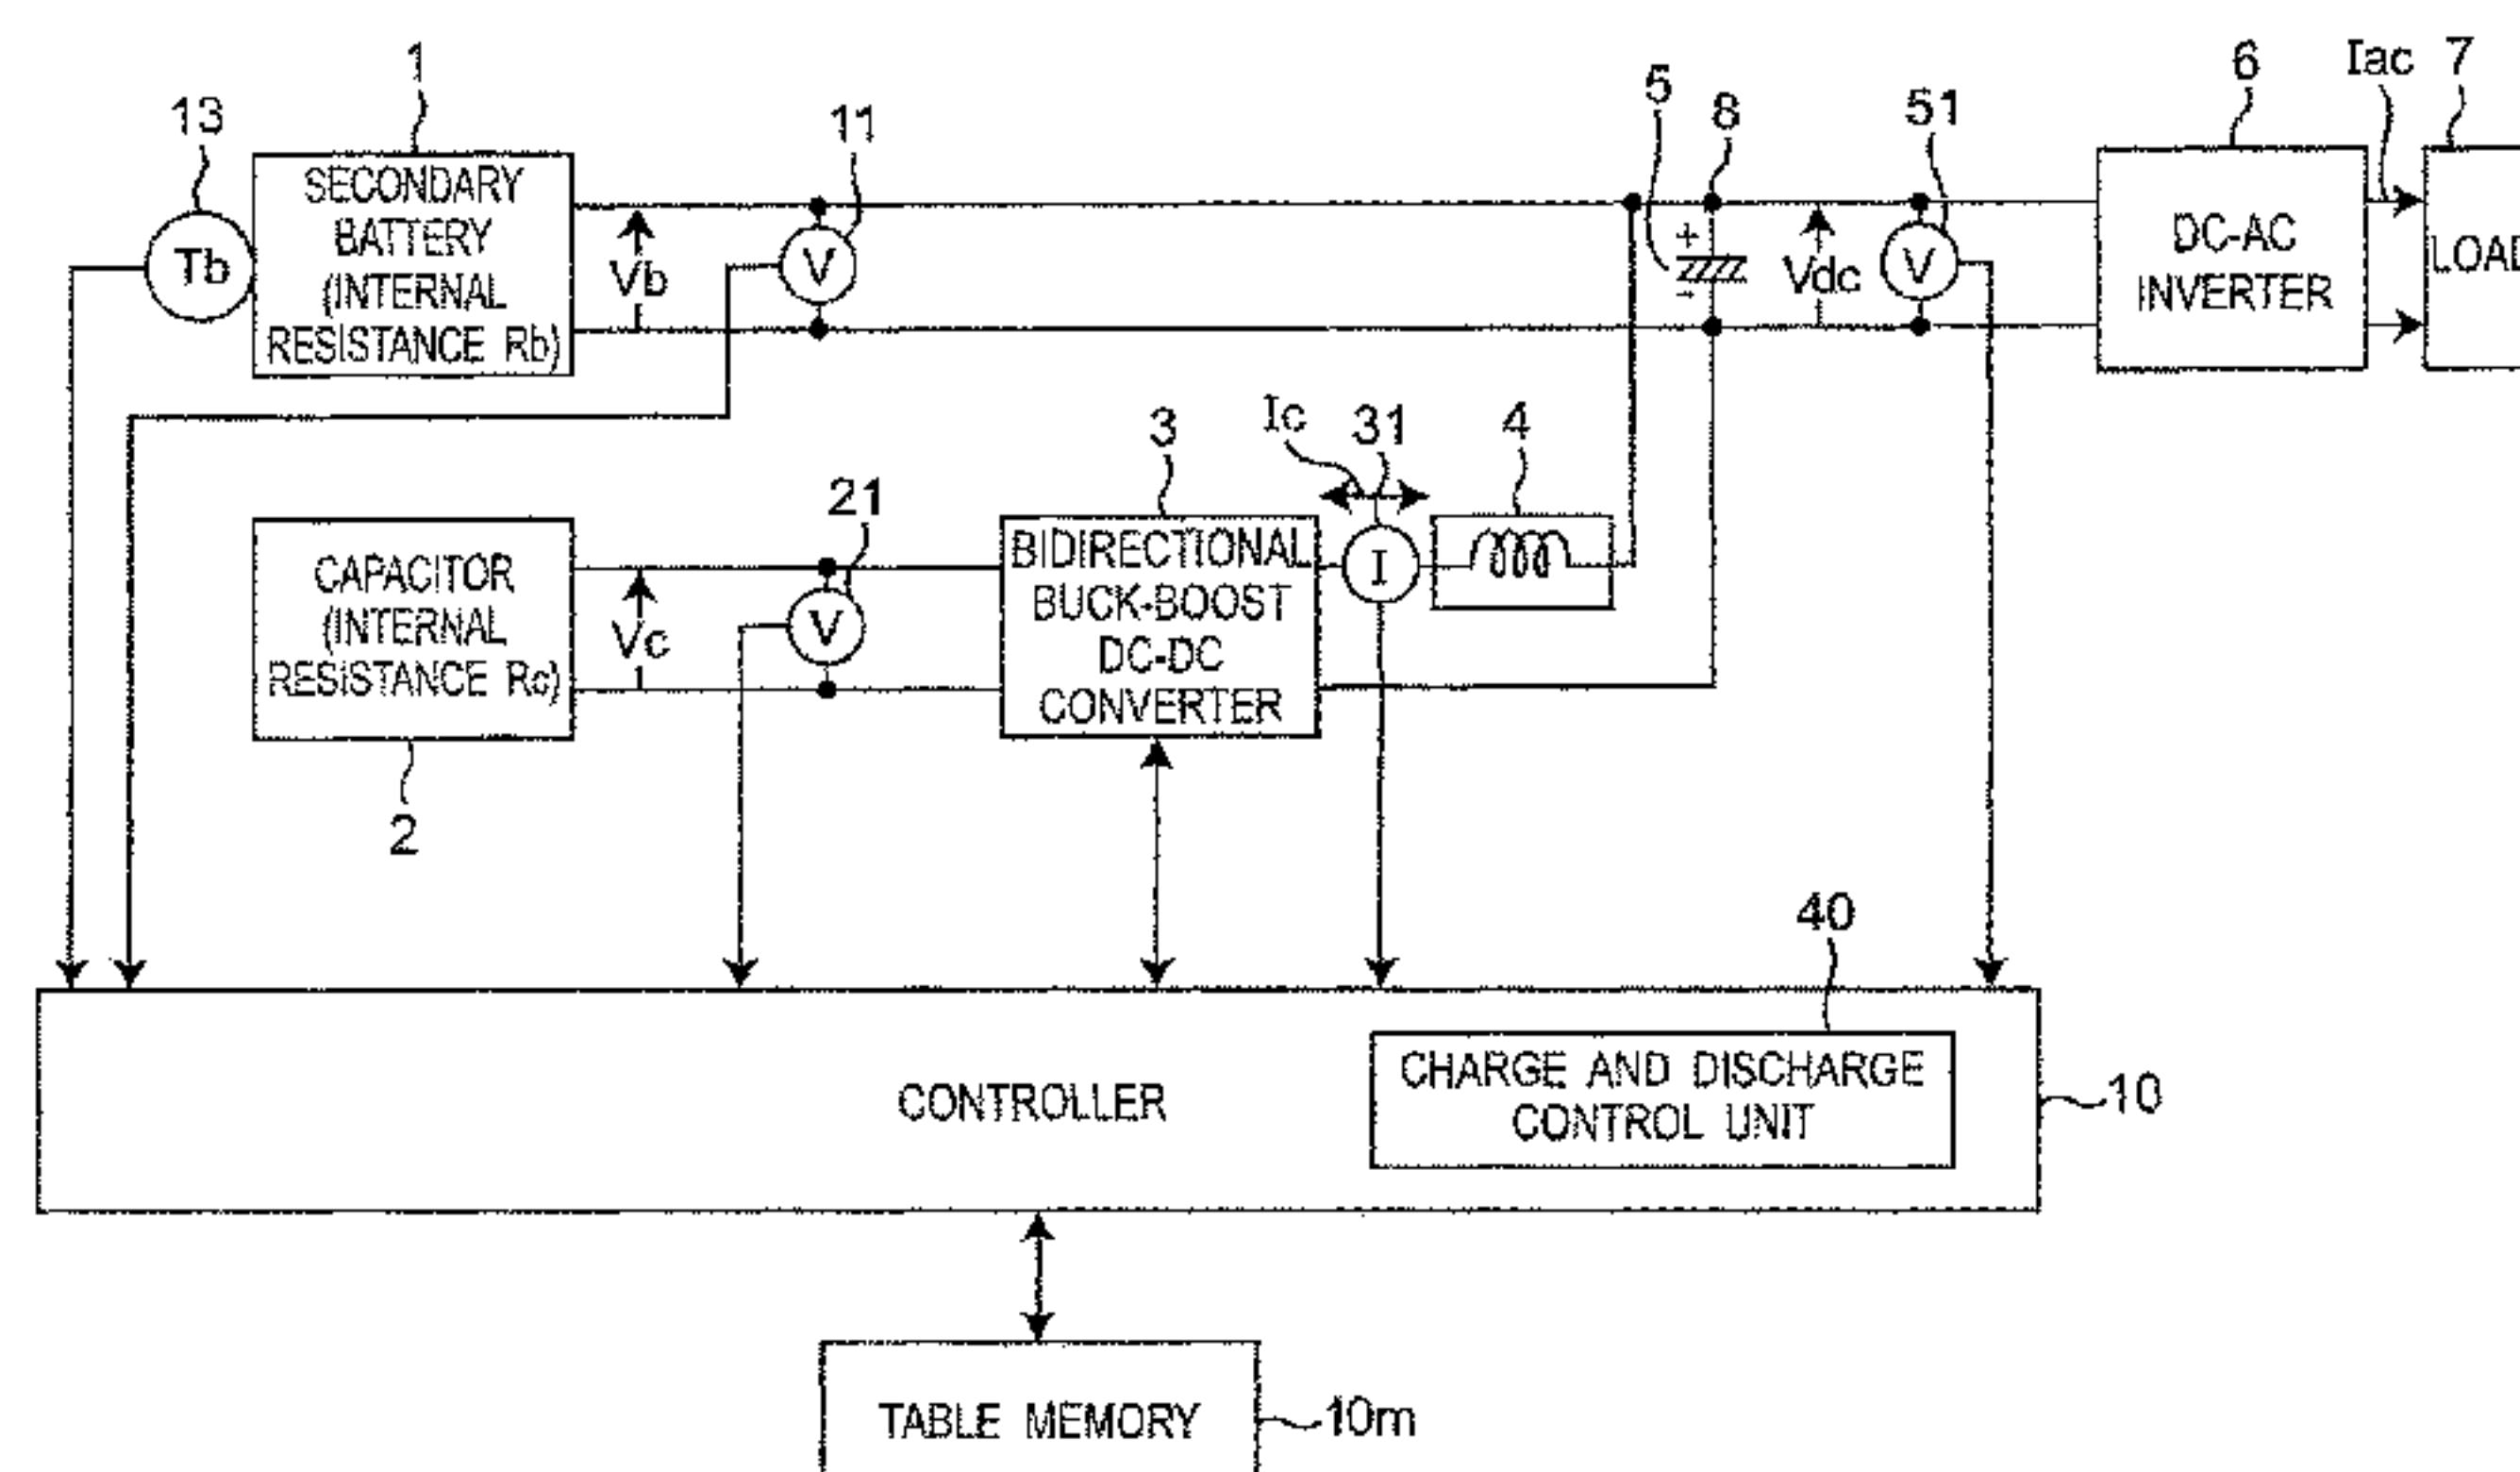 1
13
11
5
8
51
6
Iac
7
SECONDARY
BATTERY
(INTERNAL
RESISTANCE Rb)
Tb
Vb
V
+
-
Vdc
V
DC-AC
INVERTER
LOAD
3
Ic
31
4
21
CAPACITOR
(INTERNAL
RESISTANCE Rc)
Vc
V
BIDIRECTIONAL
BUCK-BOOST
DC-DC
CONVERTER
I
2
40
CONTROLLER
CHARGE AND DISCHARGE
CONTROL UNIT
10
TABLE MEMORY
10m